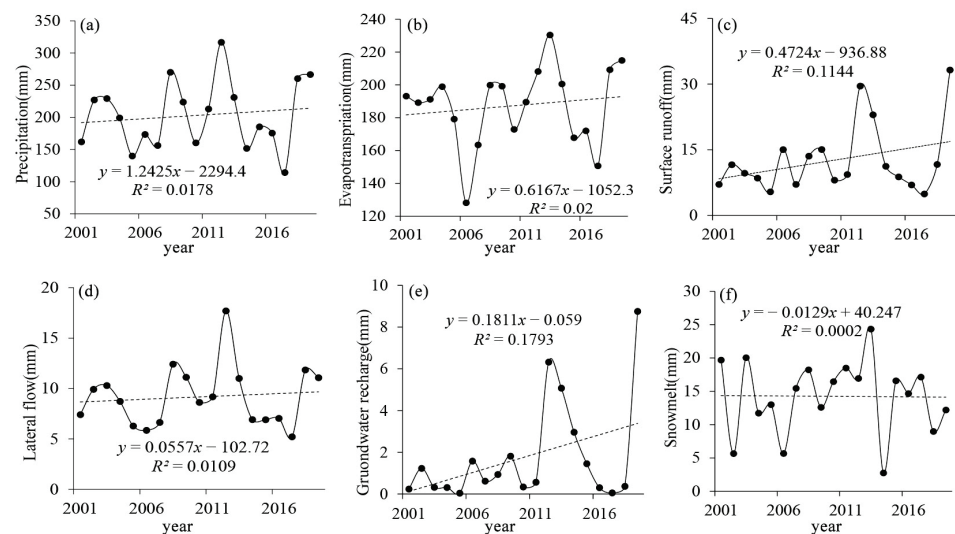 (a)
350
300
250
200
150
100
50
Precipitation(mm)
y = 1.2425x − 2294.4
R² = 0.0178
2001 2006 2011 2016
year
(b)
240
220
200
180
160
140
120
Evapotranspriation(mm)
y = 0.6167x − 1052.3
R² = 0.02
2001 2006 2011 2016
year
(c)
45
30
15
0
Surface runoff(mm)
y = 0.4724x − 936.88
R² = 0.1144
2001 2006 2011 2016
year
(d)
20
15
10
5
0
Lateral flow(mm)
y = 0.0557x − 102.72
R² = 0.0109
2001 2006 2011 2016
year
(e)
10
8
6
4
2
0
Gruondwater recharge(mm)
y = 0.1811x − 0.059
R² = 0.1793
2001 2006 2011 2016
year
(f)
30
25
20
15
10
5
0
Snowmelt(mm)
y = − 0.0129x + 40.247
R² = 0.0002
2001 2006 2011 2016
year